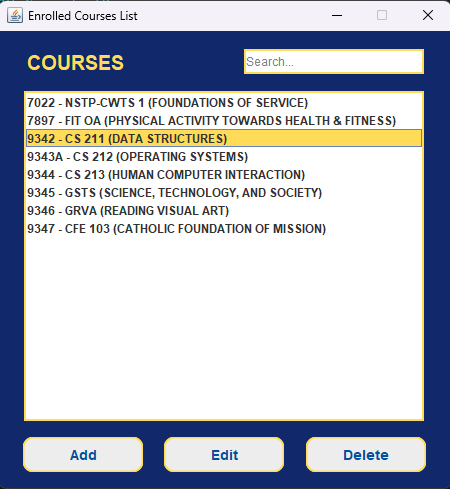 Enrolled Courses List
COURSES
Search...
7022 - NSTP-CWTS 1 (FOUNDATIONS OF SERVICE)
7897 - FIT OA (PHYSICAL ACTIVITY TOWARDS HEALTH & FITNESS)
9342 - CS 211 (DATA STRUCTURES)
9343A - CS 212 (OPERATING SYSTEMS)
9344 - CS 213 (HUMAN COMPUTER INTERACTION)
9345 - GSTS (SCIENCE, TECHNOLOGY, AND SOCIETY)
9346 - GRVA (READING VISUAL ART)
9347 - CFE 103 (CATHOLIC FOUNDATION OF MISSION)
Add
Edit
Delete